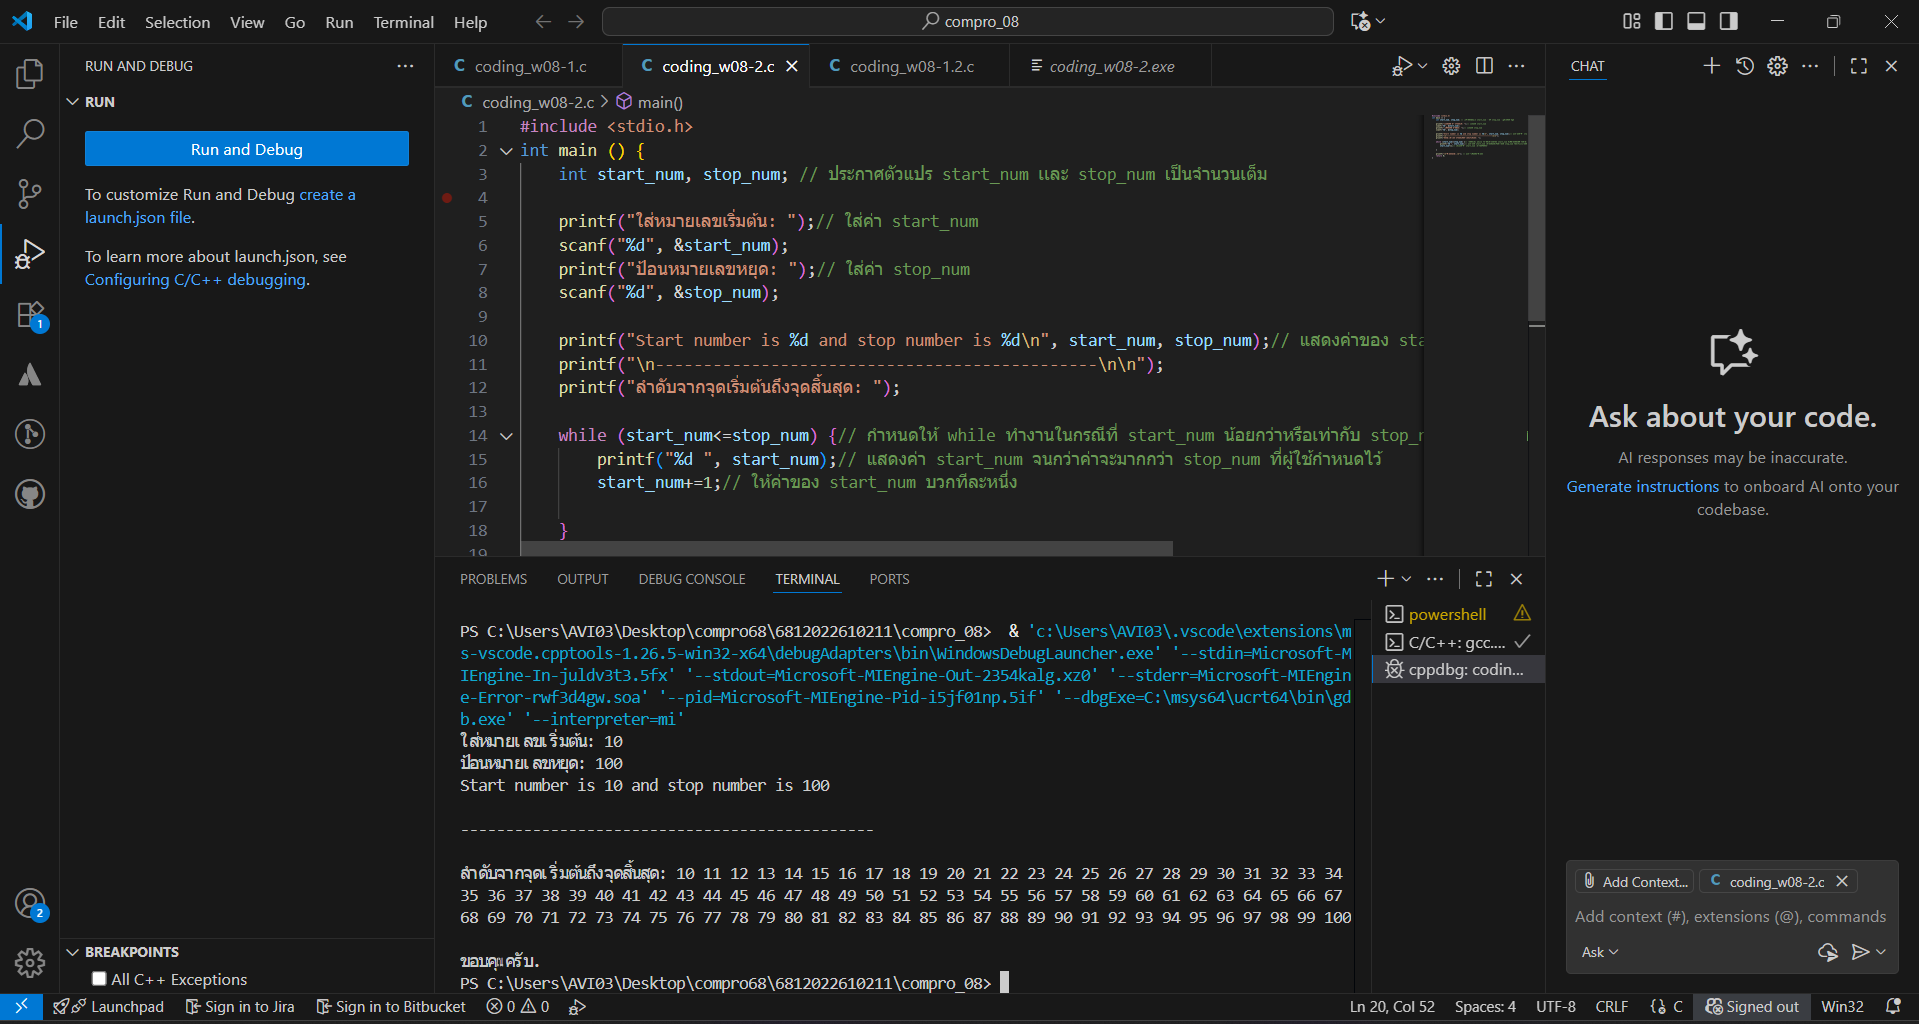 File Edit Selection View Go Run Terminal Help
compro_08
RUN AND DEBUG
RUN
Run and Debug
To customize Run and Debug create a
launch.json file.
To learn more about launch.json, see
Configuring C/C++ debugging.
1
2
BREAKPOINTS
All C++ Exceptions
C coding_w08-1.c
C coding_w08-2.c
C coding_w08-1.2.c
coding_w08-2.exe
C coding_w08-2.c > main()
1 #include <stdio.h>
2 int main () {
3 int start_num, stop_num; // ประกาศตัวแปร start_num และ stop_num เป็นจำนวนเต็ม
4
5 printf("ใส่หมายเลขเริ่มต้น: ");// ใส่ค่า start_num
6 scanf("%d", &start_num);
7 printf("ป้อนหมายเลขหยุด: ");// ใส่ค่า stop_num
8 scanf("%d", &stop_num);
9
10 printf("Start number is %d and stop number is %d\n", start_num, stop_num);// แสดงค่าของ sta
11 printf("\n----------------------------------------------\n\n");
12 printf("ลำดับจากจุดเริ่มต้นถึงจุดสิ้นสุด: ");
13
14 while (start_num<=stop_num) {// กำหนดให้ while ทำงานในกรณีที่ start_num น้อยกว่าหรือเท่ากับ stop_n
15 printf("%d ", start_num);// แสดงค่า start_num จนกว่าค่าจะมากกว่า stop_num ที่ผู้ใช้กำหนดไว้
16 start_num+=1;// ให้ค่าของ start_num บวกทีละหนึ่ง
17
18 }
19
PROBLEMS OUTPUT DEBUG CONSOLE TERMINAL PORTS
PS C:\Users\AVI03\Desktop\compro68\6812022610211\compro_08> & 'c:\Users\AVI03\.vscode\extensions\m
s-vscode.cpptools-1.26.5-win32-x64\debugAdapters\bin\WindowsDebugLauncher.exe' '--stdin=Microsoft-M
IEngine-In-juldv3t3.5fx' '--stdout=Microsoft-MIEngine-Out-2354kalg.xz0' '--stderr=Microsoft-MIEngin
e-Error-rwf3d4gw.soa' '--pid=Microsoft-MIEngine-Pid-i5jf01np.5if' '--dbgExe=C:\msys64\ucrt64\bin\gd
b.exe' '--interpreter=mi'
ใส่หมายเลขเริ่มต้น: 10
ป้อนหมายเลขหยุด: 100
Start number is 10 and stop number is 100
----------------------------------------------
ลำดับจากจุดเริ่มต้นถึงจุดสิ้นสุด: 10 11 12 13 14 15 16 17 18 19 20 21 22 23 24 25 26 27 28 29 30 31 32 33 34
35 36 37 38 39 40 41 42 43 44 45 46 47 48 49 50 51 52 53 54 55 56 57 58 59 60 61 62 63 64 65 66 67
68 69 70 71 72 73 74 75 76 77 78 79 80 81 82 83 84 85 86 87 88 89 90 91 92 93 94 95 96 97 98 99 100
ขอบคุณครับ.
PS C:\Users\AVI03\Desktop\compro68\6812022610211\compro_08>
powershell
C/C++: gcc....
cppdbg: codin...
CHAT
Ask about your code.
AI responses may be inaccurate.
Generate instructions to onboard AI onto your
codebase.
Add Context... C coding_w08-2.c
Add context (#), extensions (@), commands
Ask
Launchpad Sign in to Jira Sign in to Bitbucket 0 0
Ln 20, Col 52 Spaces: 4 UTF-8 CRLF {} C Signed out Win32